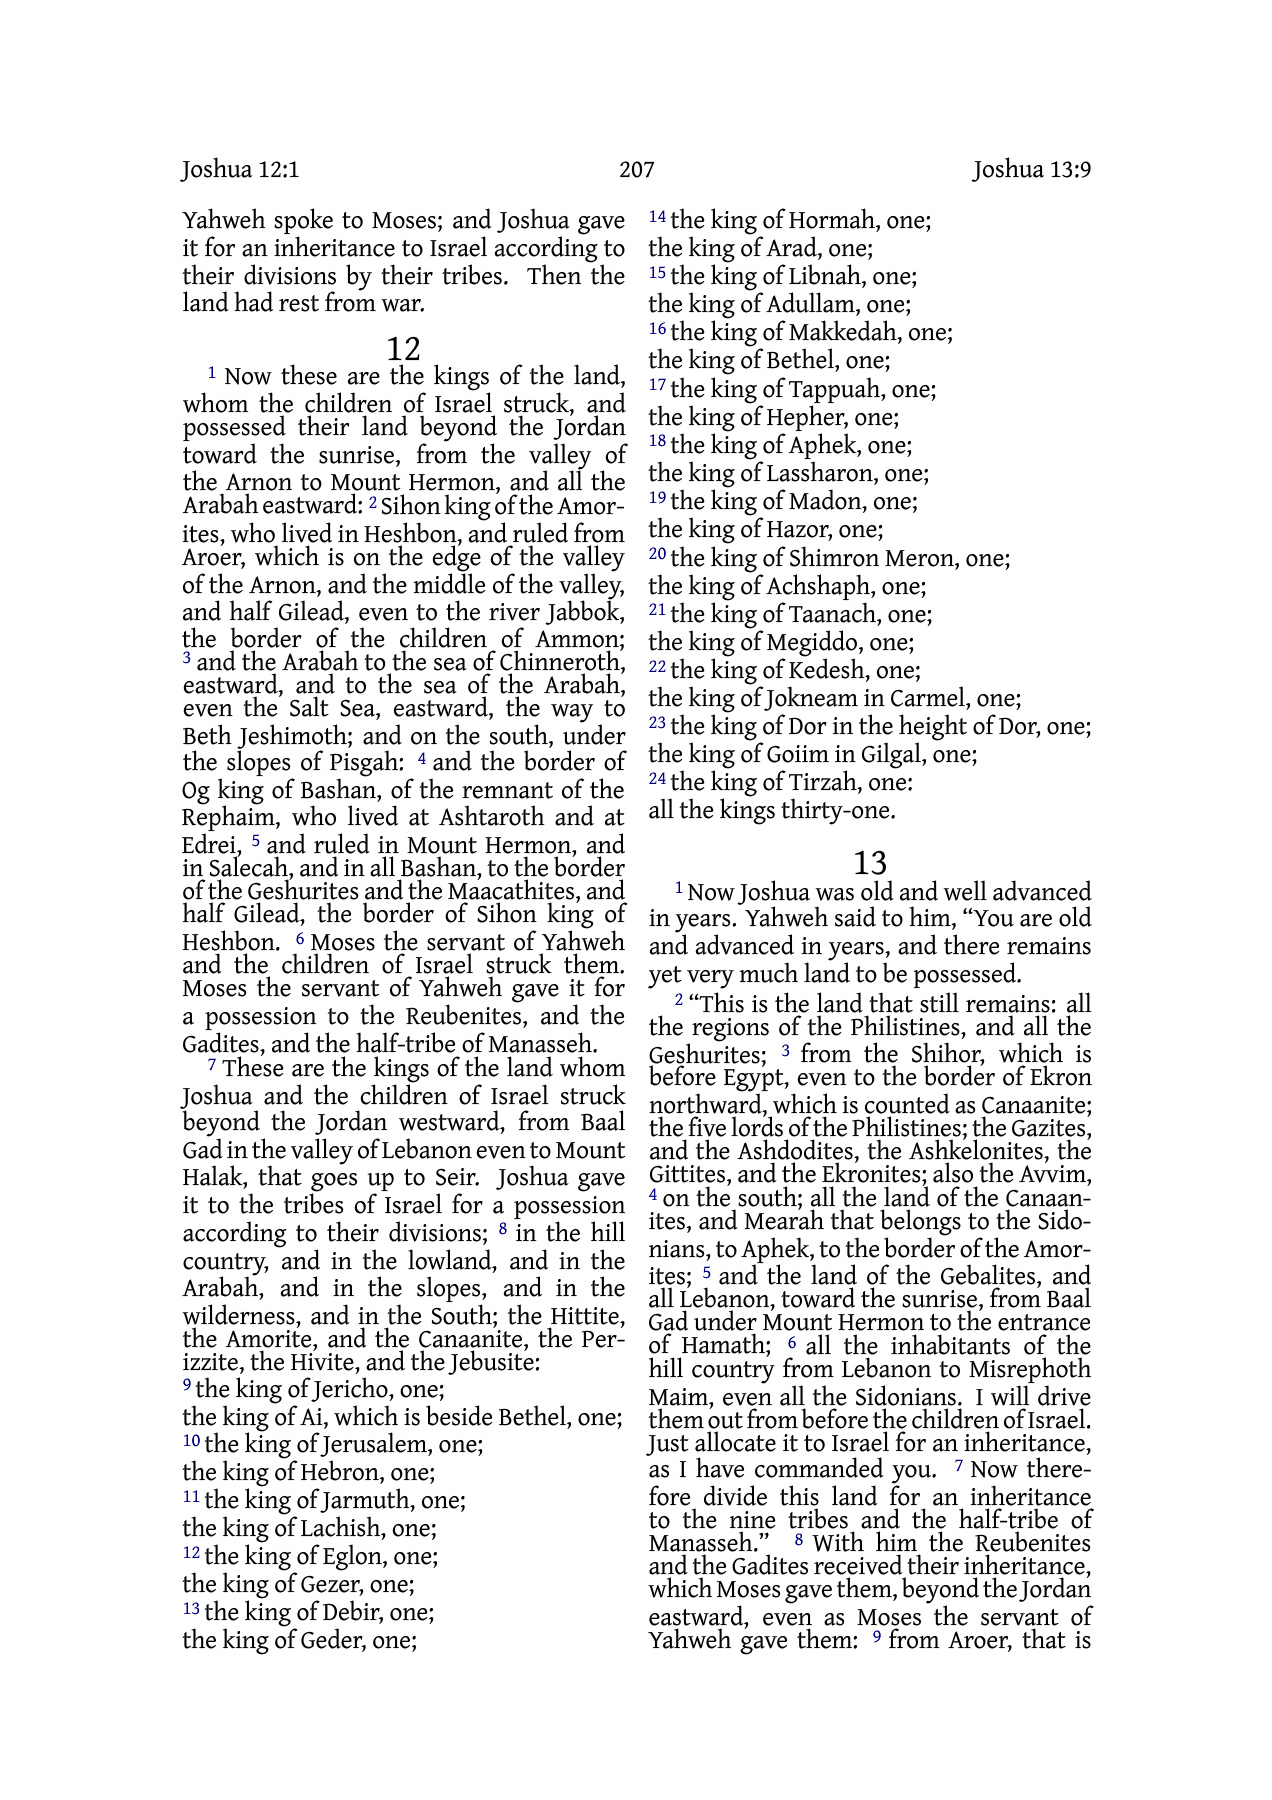 Joshua 12:1 207 Joshua 13:9
Yahweh spoke to Moses; and Joshua gave
it for an inheritance to Israel according to
their divisions by their tribes. Then the
land had rest from war.
12
1 Now these are the kings of the land,
whom the children of Israel struck, and
possessed their land beyond the Jordan
toward the sunrise, from the valley of
the Arnon to Mount Hermon, and all the
Arabah eastward: 2 Sihon king of the Amor-
ites, who lived in Heshbon, and ruled from
Aroer, which is on the edge of the valley
of the Arnon, and the middle of the valley,
and half Gilead, even to the river Jabbok,
the border of the children of Ammon;
3 and the Arabah to the sea of Chinneroth,
eastward, and to the sea of the Arabah,
even the Salt Sea, eastward, the way to
Beth Jeshimoth; and on the south, under
the slopes of Pisgah: 4 and the border of
Og king of Bashan, of the remnant of the
Rephaim, who lived at Ashtaroth and at
Edrei, 5 and ruled in Mount Hermon, and
in Salecah, and in all Bashan, to the border
of the Geshurites and the Maacathites, and
half Gilead, the border of Sihon king of
Heshbon. 6 Moses the servant of Yahweh
and the children of Israel struck them.
Moses the servant of Yahweh gave it for
a possession to the Reubenites, and the
Gadites, and the half-tribe of Manasseh.
7 These are the kings of the land whom
Joshua and the children of Israel struck
beyond the Jordan westward, from Baal
Gad in the valley of Lebanon even to Mount
Halak, that goes up to Seir. Joshua gave
it to the tribes of Israel for a possession
according to their divisions; 8 in the hill
country, and in the lowland, and in the
Arabah, and in the slopes, and in the
wilderness, and in the South; the Hittite,
the Amorite, and the Canaanite, the Per-
izzite, the Hivite, and the Jebusite:
9 the king of Jericho, one;
the king of Ai, which is beside Bethel, one;
10 the king of Jerusalem, one;
the king of Hebron, one;
11 the king of Jarmuth, one;
the king of Lachish, one;
12 the king of Eglon, one;
the king of Gezer, one;
13 the king of Debir, one;
the king of Geder, one;
14 the king of Hormah, one;
the king of Arad, one;
15 the king of Libnah, one;
the king of Adullam, one;
16 the king of Makkedah, one;
the king of Bethel, one;
17 the king of Tappuah, one;
the king of Hepher, one;
18 the king of Aphek, one;
the king of Lassharon, one;
19 the king of Madon, one;
the king of Hazor, one;
20 the king of Shimron Meron, one;
the king of Achshaph, one;
21 the king of Taanach, one;
the king of Megiddo, one;
22 the king of Kedesh, one;
the king of Jokneam in Carmel, one;
23 the king of Dor in the height of Dor, one;
the king of Goiim in Gilgal, one;
24 the king of Tirzah, one:
all the kings thirty-one.
13
1 Now Joshua was old and well advanced
in years. Yahweh said to him, “You are old
and advanced in years, and there remains
yet very much land to be possessed.
2 “This is the land that still remains: all
the regions of the Philistines, and all the
Geshurites; 3 from the Shihor, which is
before Egypt, even to the border of Ekron
northward, which is counted as Canaanite;
the five lords of the Philistines; the Gazites,
and the Ashdodites, the Ashkelonites, the
Gittites, and the Ekronites; also the Avvim,
4 on the south; all the land of the Canaan-
ites, and Mearah that belongs to the Sido-
nians, to Aphek, to the border of the Amor-
ites; 5 and the land of the Gebalites, and
all Lebanon, toward the sunrise, from Baal
Gad under Mount Hermon to the entrance
of Hamath; 6 all the inhabitants of the
hill country from Lebanon to Misrephoth
Maim, even all the Sidonians. I will drive
them out from before the children of Israel.
Just allocate it to Israel for an inheritance,
as I have commanded you. 7 Now there-
fore divide this land for an inheritance
to the nine tribes and the half-tribe of
Manasseh.” 8 With him the Reubenites
and the Gadites received their inheritance,
which Moses gave them, beyond the Jordan
eastward, even as Moses the servant of
Yahweh gave them: 9 from Aroer, that is